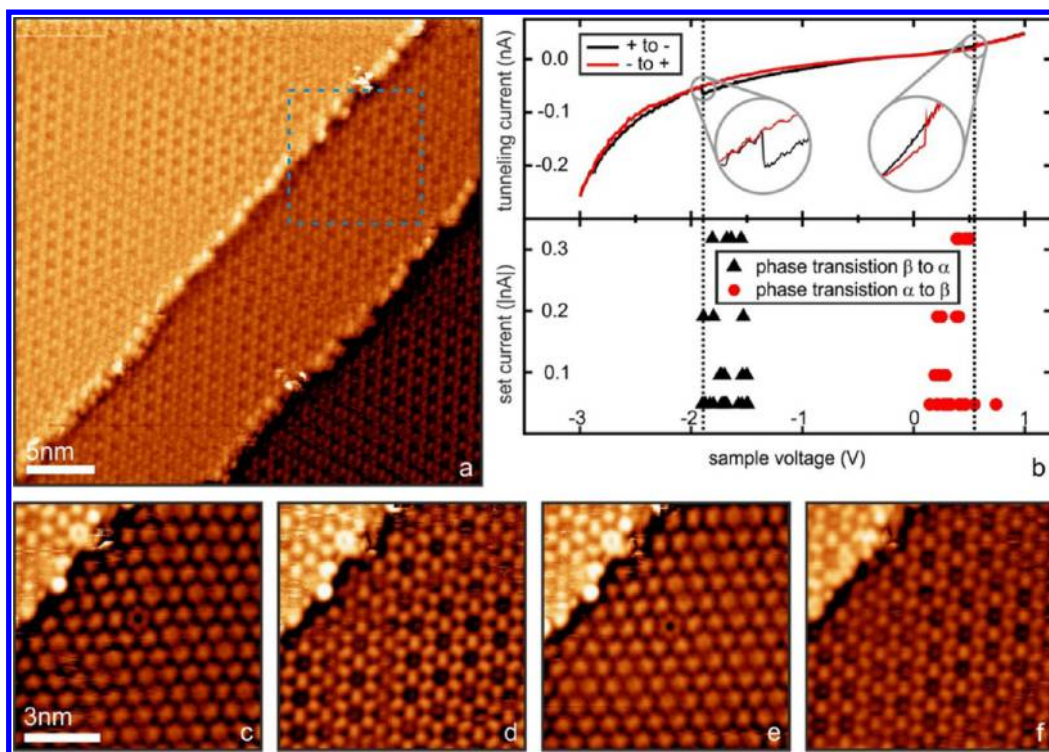 5nm
a
tunneling current (nA)
0.0
-0.1
-0.2
+ to -
- to +
set current (|nA|)
0.3
0.2
0.1
phase transistion β to α
phase transistion α to β
-3
-2
-1
0
1
sample voltage (V)
b
3nm
c
d
e
f